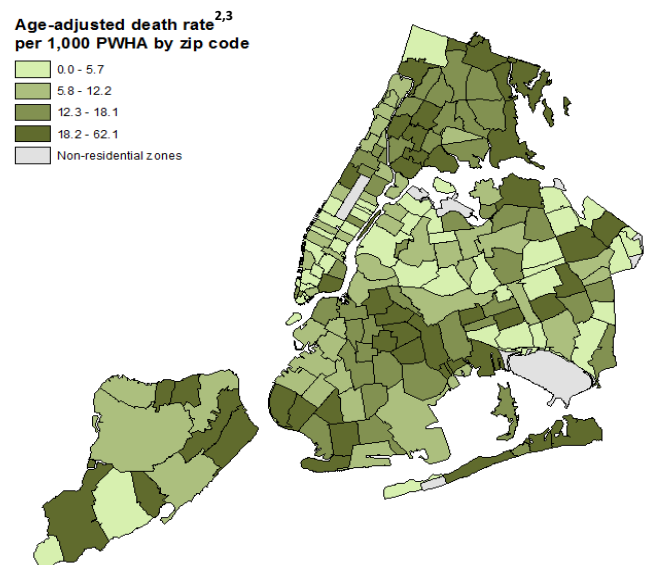 Age-adjusted death rate2,3
per 1,000 PWHA by zip code
0.0 - 5.7
5.8 - 12.2
12.3 - 18.1
18.2 - 62.1
Non-residential zones